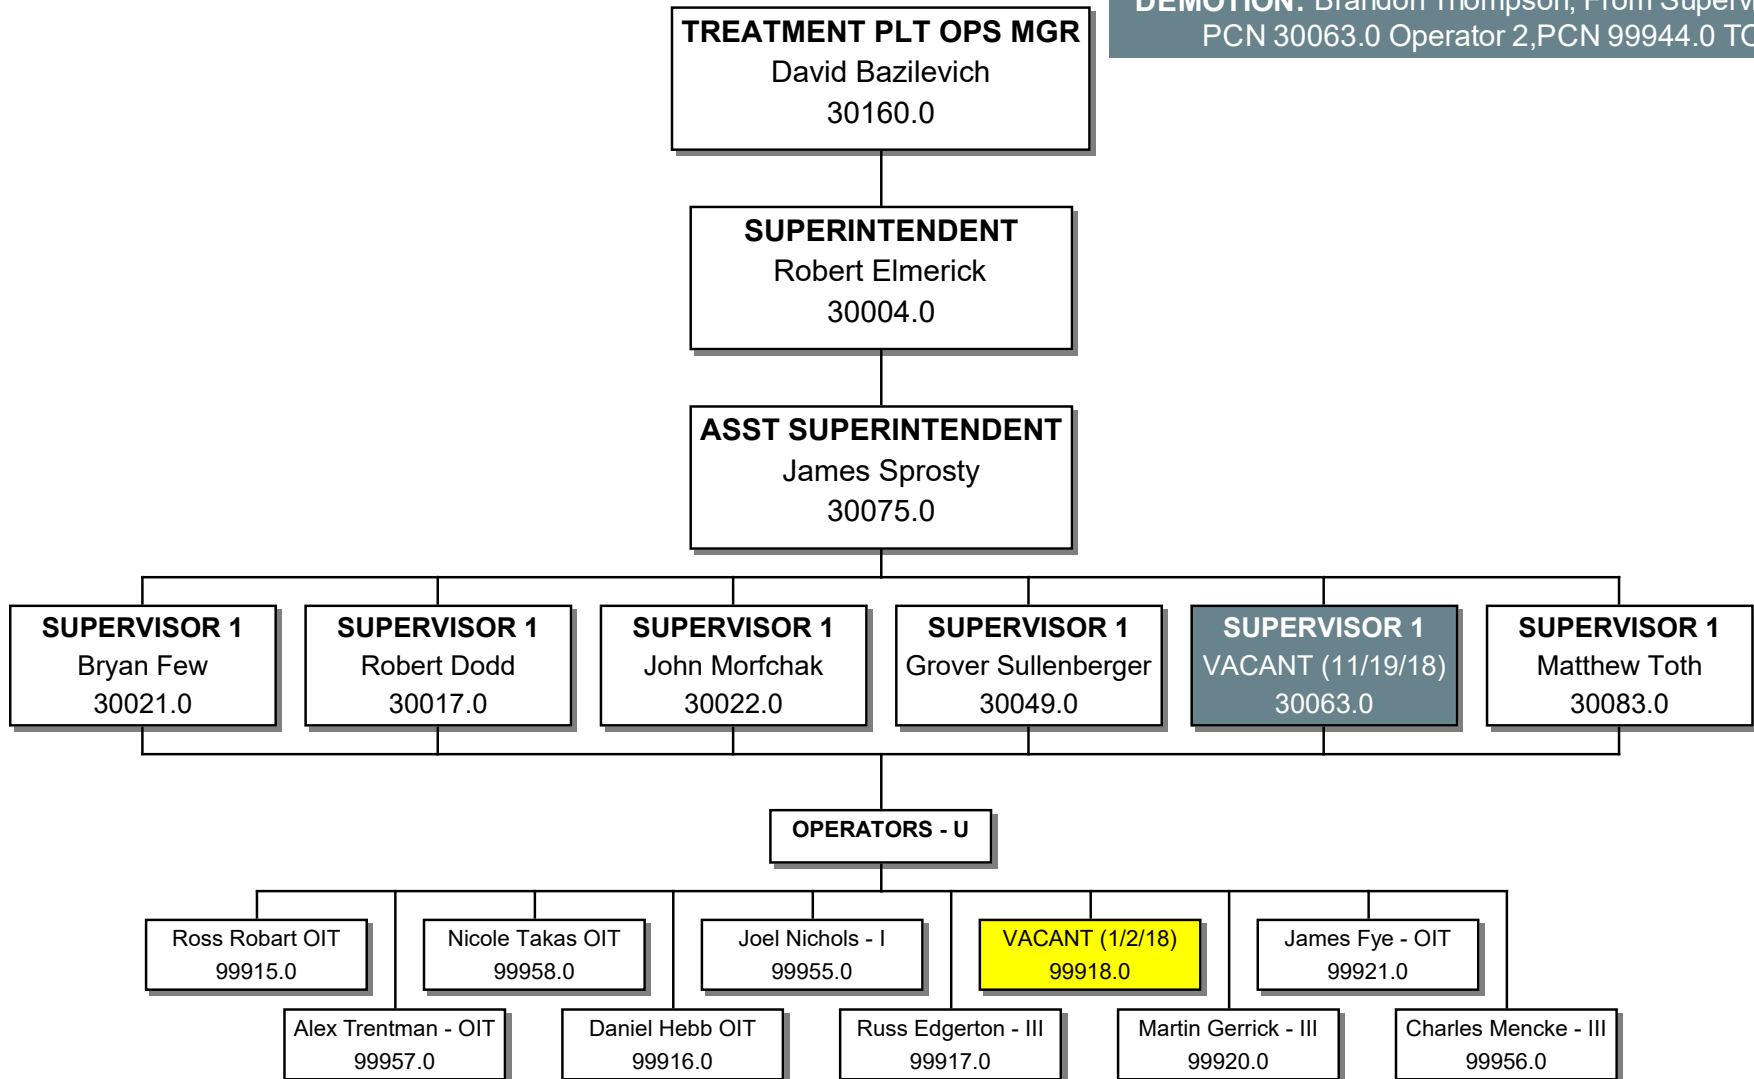 TREATMENT PLT OPS MGR
David Bazilevich
30160.0
DEMOTION: Brandon Thompson, From
PCN 30063.0 Operator 2,PCN 99944.0
SUPERINTENDENT
Robert Elmerick
30004.0
ASST SUPERINTENDENT
James Sprosty
30075.0
SUPERVISOR 1
Bryan Few
30021.0
SUPERVISOR 1
Robert Dodd
30017.0
SUPERVISOR 1
John Morfchak
30022.0
SUPERVISOR 1
Grover Sullenberger
30049.0
SUPERVISOR 1
VACANT (11/19/18)
30063.0
SUPERVISOR 1
Matthew Toth
30083.0
OPERATORS - U
Ross Robart OIT
99915.0
Nicole Takas OIT
99958.0
Joel Nichols - I
99955.0
VACANT (1/2/18)
99918.0
James Fye - OIT
99921.0
Alex Trentman - OIT
99957.0
Daniel Hebb OIT
99916.0
Russ Edgerton - III
99917.0
Martin Gerrick - III
99920.0
Charles Mencke - III
99956.0